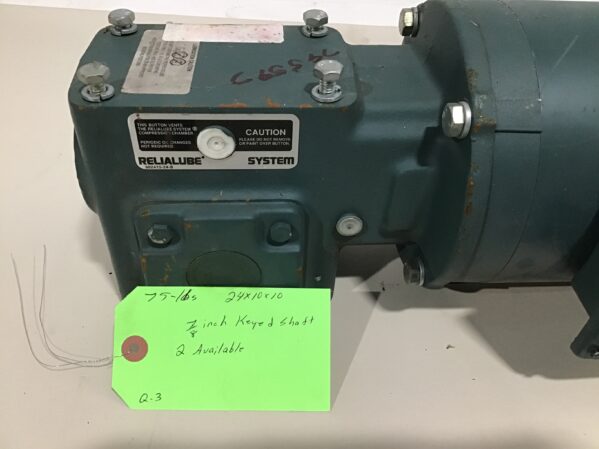 THIS BUTTON VENTS
THE RELIALUBE SYSTEM
COMPRESSION CHAMBER.
PERIODIC OIL CHANGES
NOT REQUIRED.
CAUTION
PLEASE DO NOT REMOVE
OR PAINT OVER BUTTON.
RELIALUBE® SYSTEM
75-lbs 24x10x10
7/8 inch Keyed Shaft
2 Available
Q-3